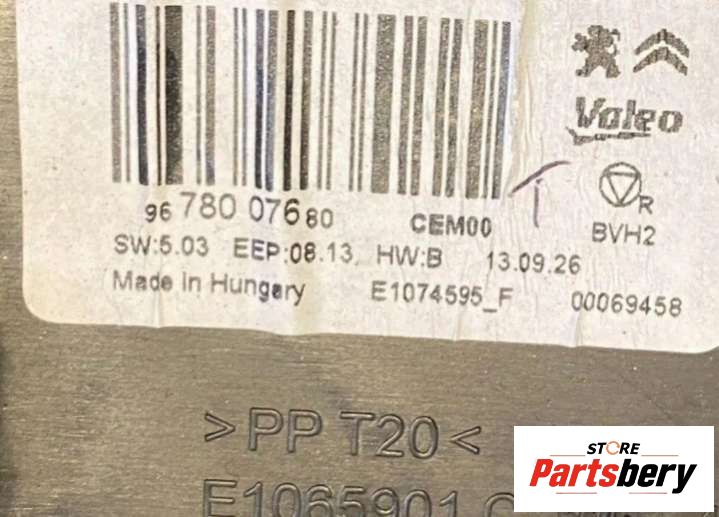 Valeo
R
BVH2
96 780 076 80 CEM00
SW:5.03 EEP:08.13. HW:B 13.09.26
Made in Hungary E1074595_F 00069458
>PP T20<
E1065901
STORE
Partsbery